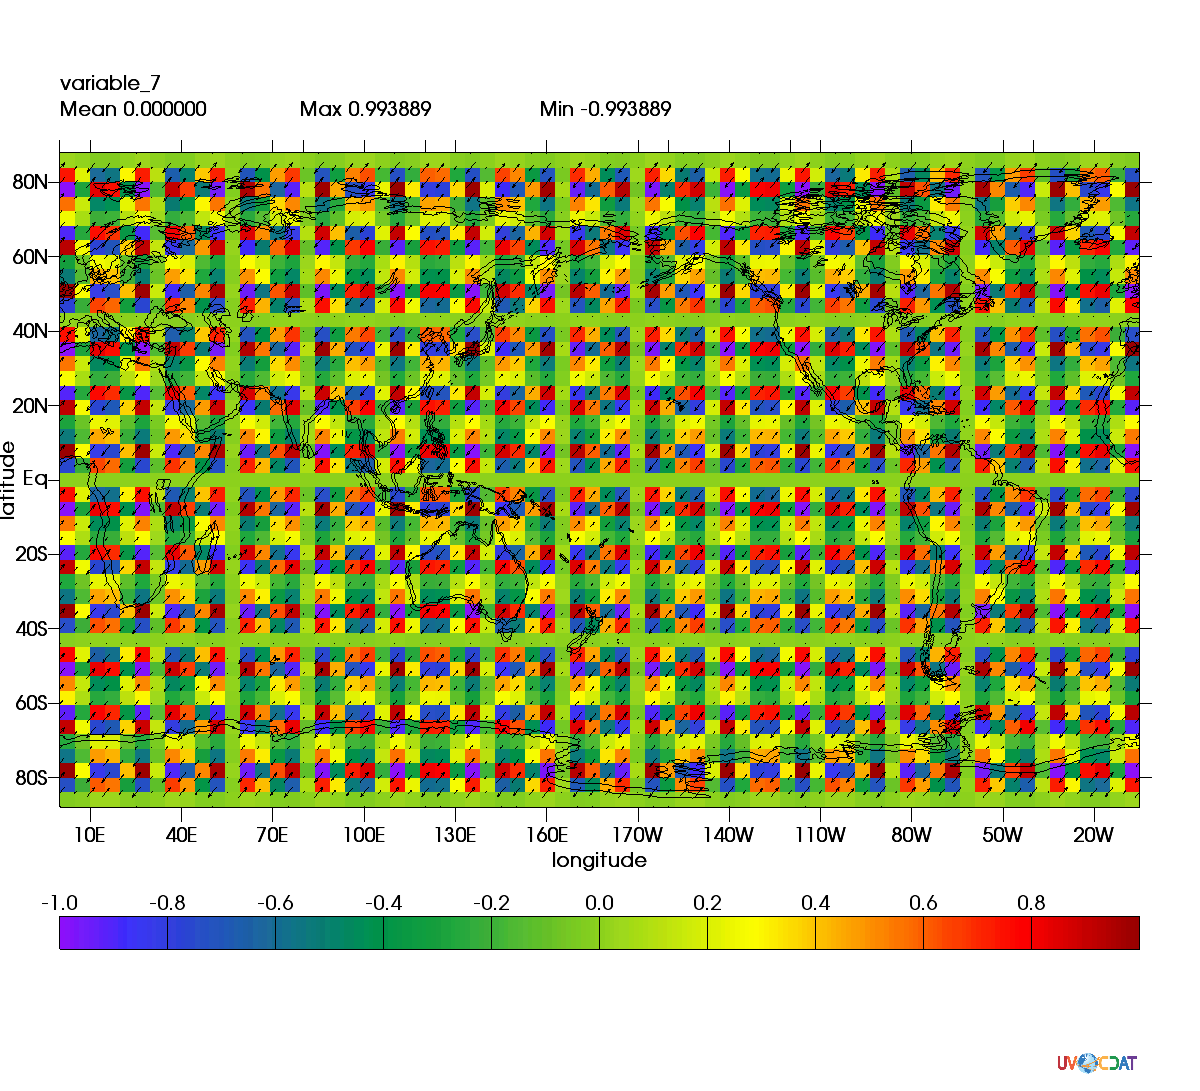 variable_7
Mean 0.000000 Max 0.993889 Min -0.993889
80N
60N
40N
20N
Eq
20S
40S
60S
80S
latitude
10E 40E 70E 100E 130E 160E 170W 140W 110W 80W 50W 20W
longitude
-1.0 -0.8 -0.6 -0.4 -0.2 0.0 0.2 0.4 0.6 0.8
UV CDAT